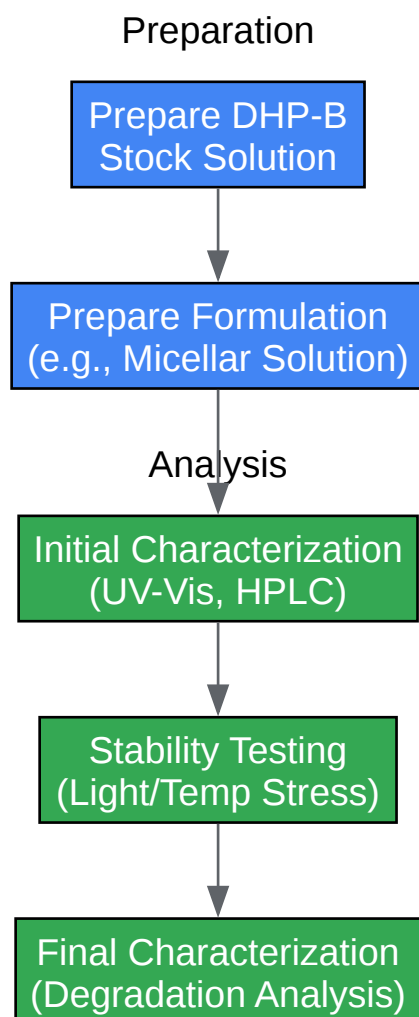 Preparation
Prepare DHP-B
Stock Solution
Prepare Formulation
(e.g., Micellar Solution)
Analysis
Initial Characterization
(UV-Vis, HPLC)
Stability Testing
(Light/Temp Stress)
Final Characterization
(Degradation Analysis)